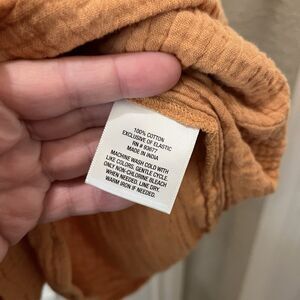 100% COTTON
EXCLUSIVE OF ELASTIC
RN # 93677
MADE IN INDIA
MACHINE WASH COLD WITH
LIKE COLORS, GENTLE CYCLE.
ONLY NON-CHLORINE BLEACH
WHEN NEEDED. LINE DRY.
WARM IRON IF NEEDED.